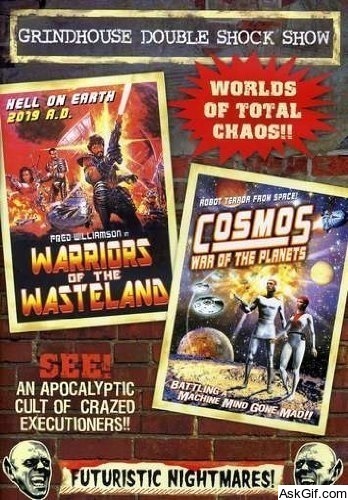 GRINDHOUSE DOUBLE SHOCK SHOW
WORLDS
OF TOTAL
CHAOS!!
HELL ON EARTH
2019 A.D.
FRED WILLIAMSON in
WARRIORS
OF THE
WASTELAND
ROBOT TERROR FROM SPACE!
COSMOS
WAR OF THE PLANETS
BATTLING A
MACHINE MIND GONE MAD!!
SEE!
AN APOCALYPTIC
CULT OF CRAZED
EXECUTIONERS!!
FUTURISTIC NIGHTMARES!
AskGif.com